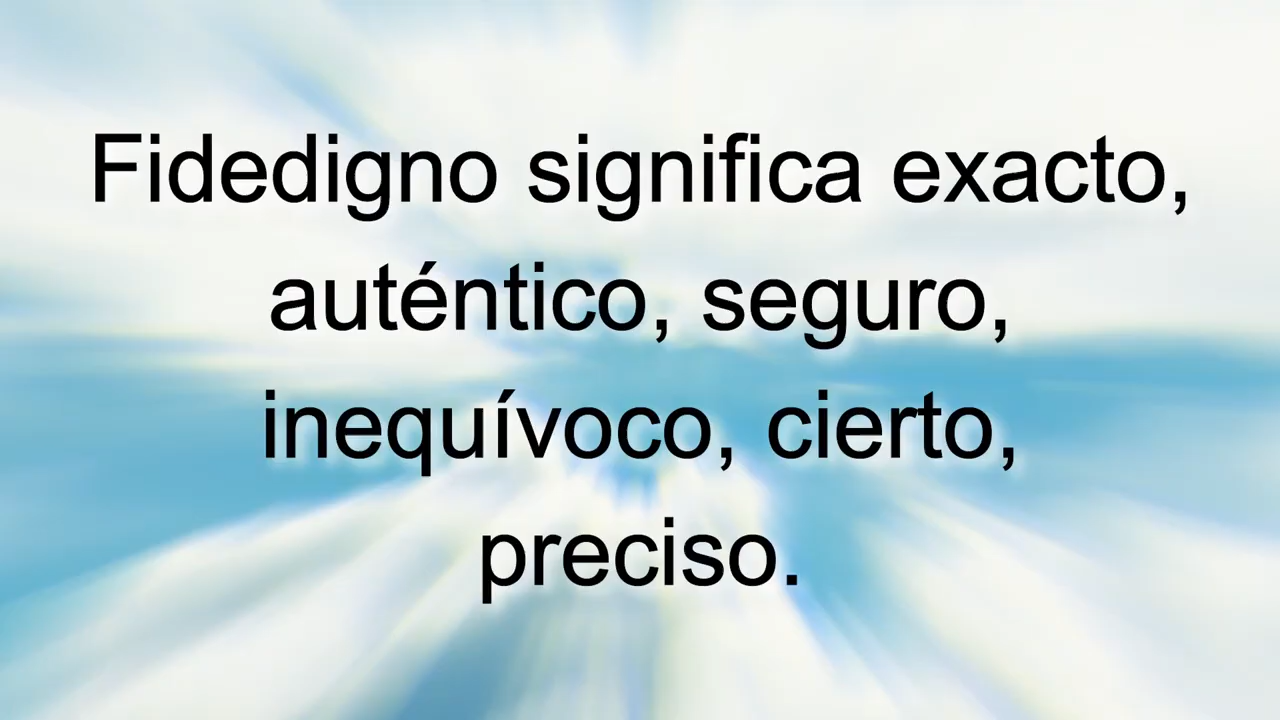 Fidedigno significa exacto,
auténtico, seguro,
inequívoco, cierto,
preciso.